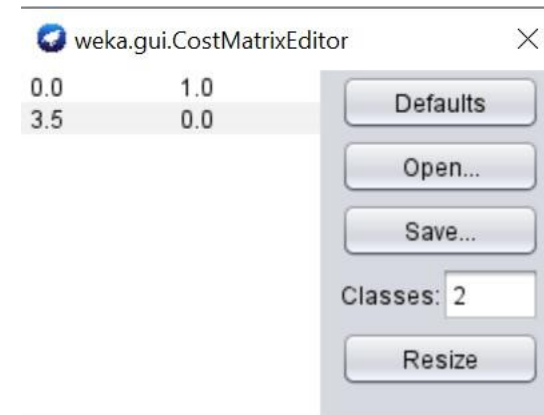 weka.gui.CostMatrixEditor
0.0 1.0
3.5 0.0
Defaults
Open...
Save...
Classes: 2
Resize